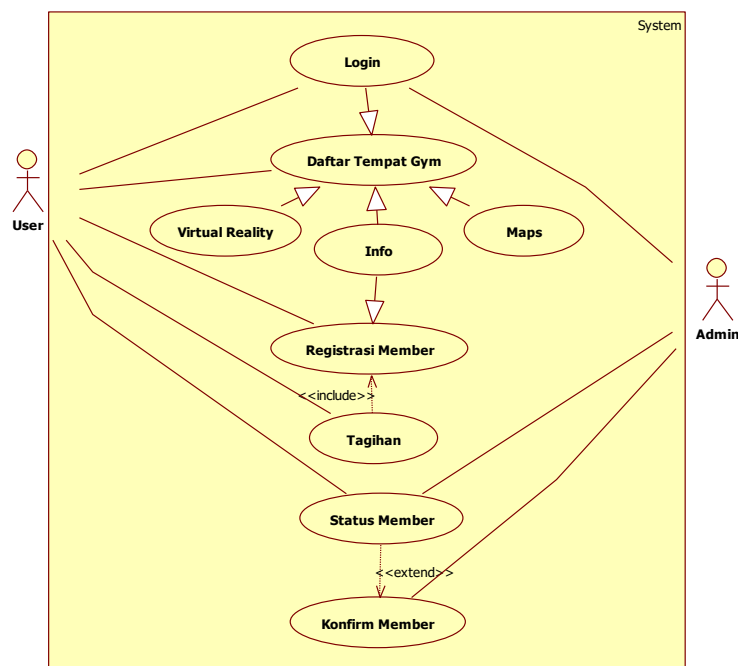 System
Login
Daftar Tempat Gym
User
Virtual Reality
Maps
Info
Admin
Registrasi Member
<<include>>
Tagihan
Status Member
<<extend>>
Konfirm Member